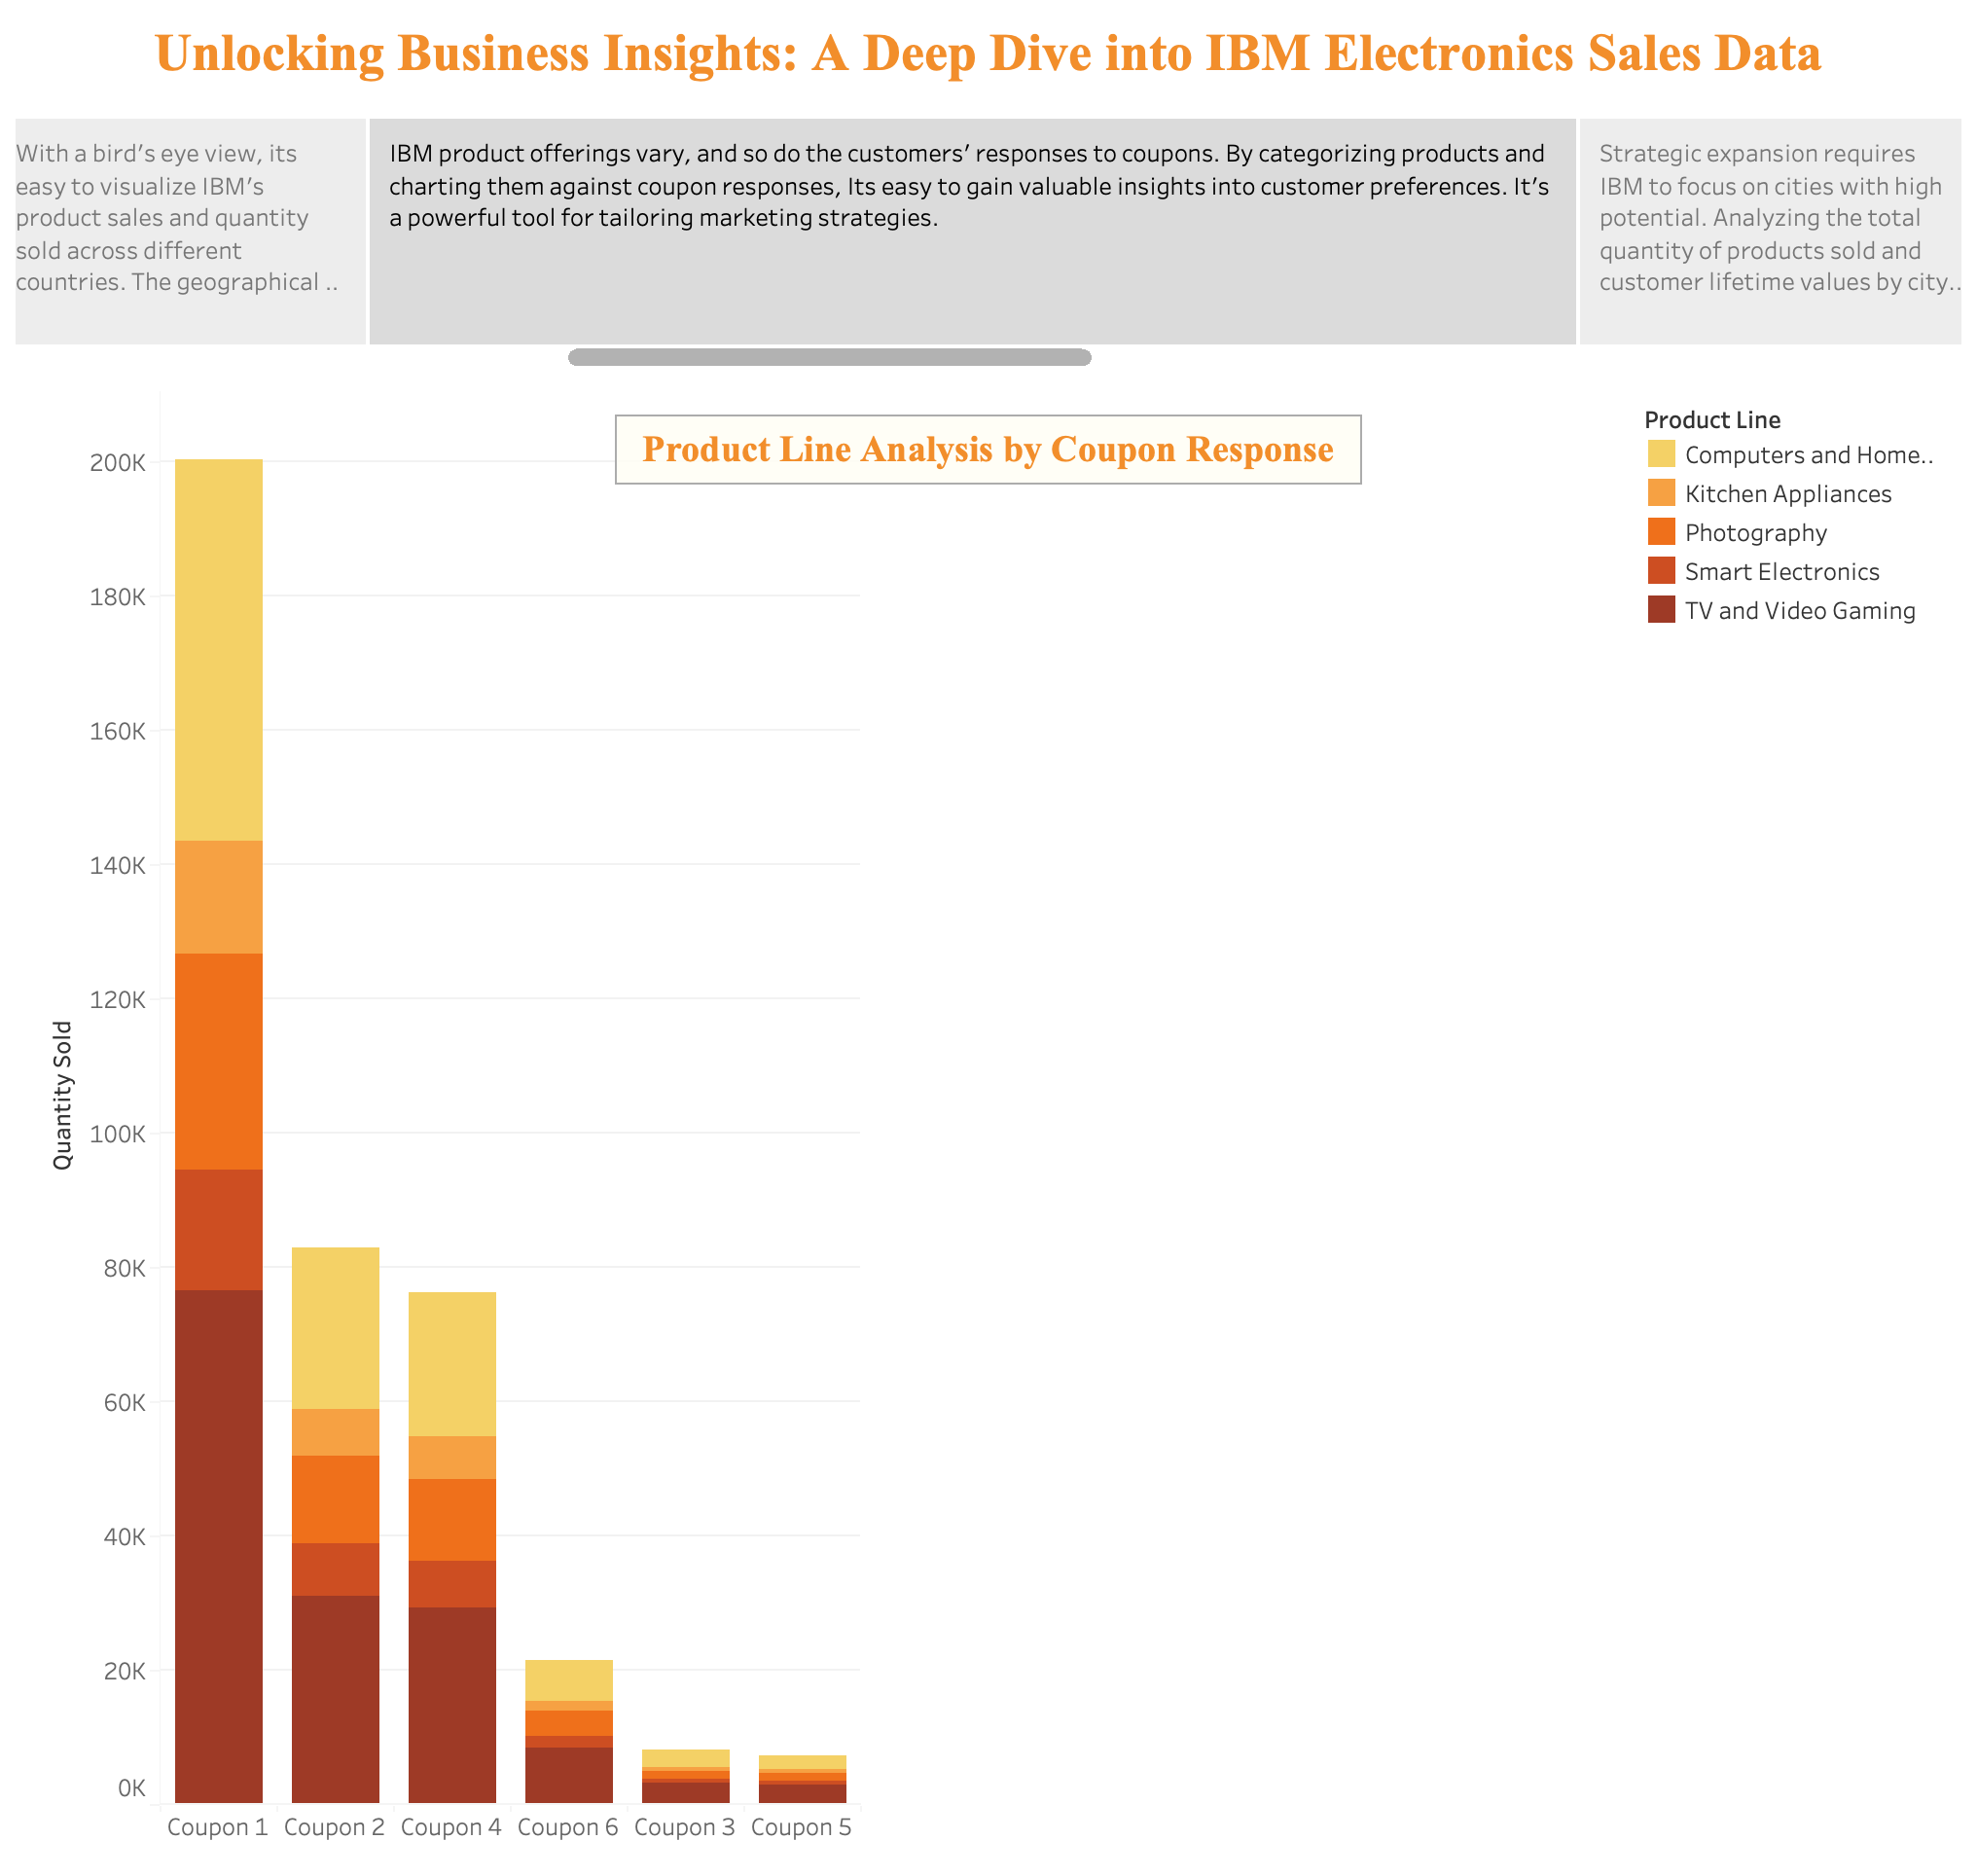 Unlocking Business Insights: A Deep Dive into IBM Electronics Sales Data
With a bird’s eye view, its
easy to visualize IBM’s
product sales and quantity
sold across different
countries. The geographical ..
IBM product offerings vary, and so do the customers’ responses to coupons. By categorizing products and
charting them against coupon responses, Its easy to gain valuable insights into customer preferences. It’s
a powerful tool for tailoring marketing strategies.
Strategic expansion requires
IBM to focus on cities with high
potential. Analyzing the total
quantity of products sold and
customer lifetime values by city..
Product Line Analysis by Coupon Response
Product Line
Computers and Home..
Kitchen Appliances
Photography
Smart Electronics
TV and Video Gaming
Quantity Sold
200K
180K
160K
140K
120K
100K
80K
60K
40K
20K
0K
Coupon 1 Coupon 2 Coupon 4 Coupon 6 Coupon 3 Coupon 5